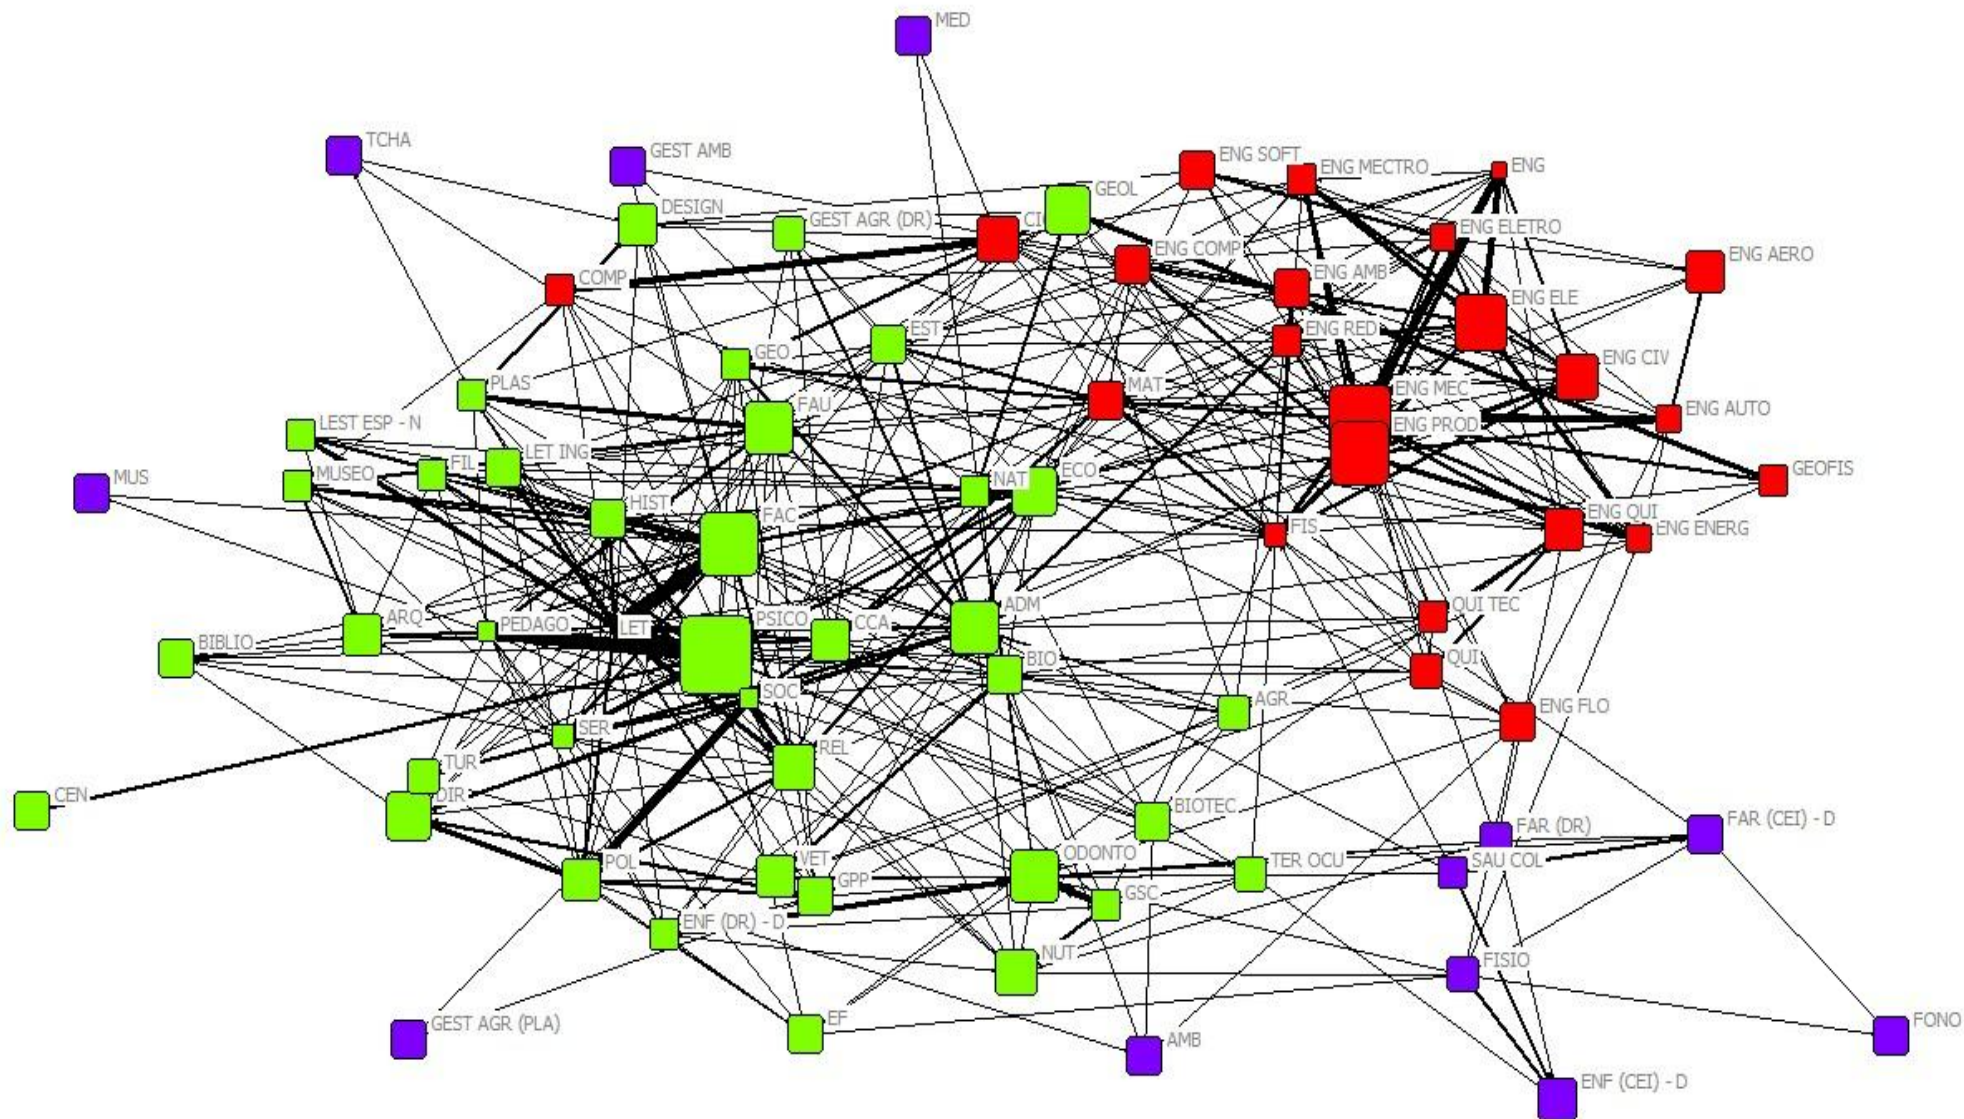 MED
TCHA
GEST AMB
ENG SOFT
ENG MECTRO
ENG
GEOL
DESIGN
GEST AGR (DR)
ENG ELETRO
ENG COMP
ENG AERO
ENG AMB
COMP
ENG ELE
EST
ENG RED
GEO
ENG CIV
PLAS
MAT
ENG MEC
FAU
ENG AUTO
LEST ESP - N
ENG PROD
LET ING
FIL
MUSEO
ECO
GEOFIS
MUS
NAT
HIST
FAC
ENG QUI
FIS
ENG ENERG
ADM
QUI TEC
ARQ
PSICO
PEDAGO
LET
CCA
BIBLIO
BIO
QUI
SOC
AGR
ENG FLO
SER
REL
TUR
CEN
DIR
BIOTEC
FAR (CEI) - D
FAR (DR)
ODONTO
VET
POL
TER OCU
SAU COL
GPP
GSC
ENF (DR) - D
NUT
FISIO
EF
GEST AGR (PLA)
FONO
AMB
ENF (CEI) - D